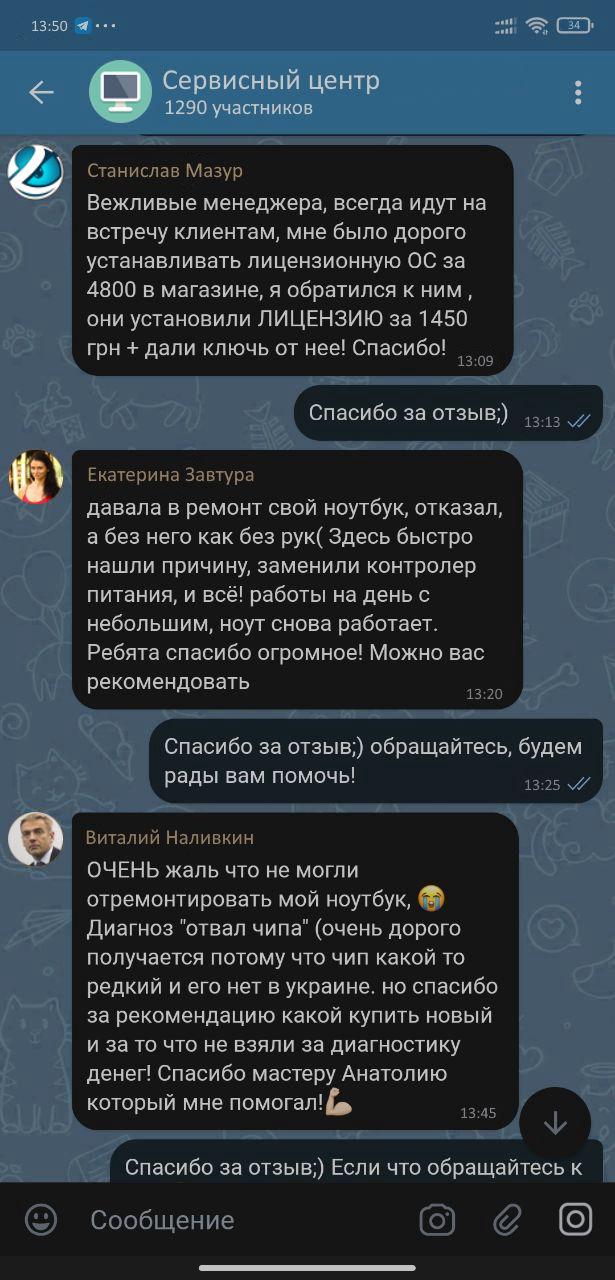 13:50
34
Сервисный центр
1290 участников
Станислав Мазур
Вежливые менеджера, всегда идут на
встречу клиентам, мне было дорого
устанавливать лицензионную ОС за
4800 в магазине, я обратился к ним ,
они установили ЛИЦЕНЗИЮ за 1450
грн + дали ключь от нее! Спасибо!
13:09
Спасибо за отзыв;)
13:13
Екатерина Завтура
давала в ремонт свой ноутбук, отказал,
а без него как без рук( Здесь быстро
нашли причину, заменили контролер
питания, и всё! работы на день с
небольшим, ноут снова работает.
Ребята спасибо огромное! Можно вас
рекомендовать
13:20
Спасибо за отзыв;) обращайтесь, будем
рады вам помочь!
13:25
Виталий Наливкин
ОЧЕНЬ жаль что не могли
отремонтировать мой ноутбук, 😭
Диагноз "отвал чипа" (очень дорого
получается потому что чип какой то
редкий и его нет в украине. но спасибо
за рекомендацию какой купить новый
и за то что не взяли за диагностику
денег! Спасибо мастеру Анатолию
который мне помогал!💪🏼
13:45
Спасибо за отзыв;) Если что обращайтесь к
Сообщение